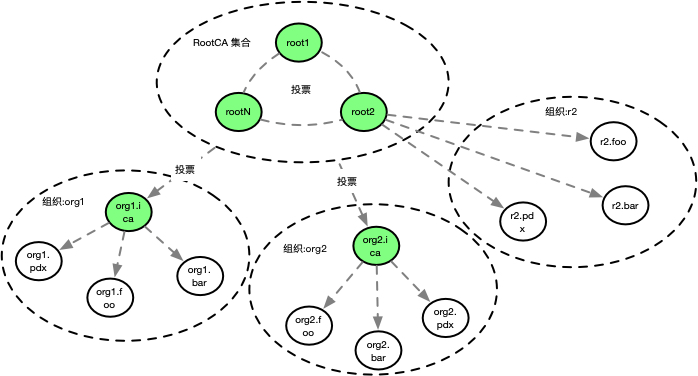 RootCA 集合
root1
投票
rootN
root2
组织:r2
r2.foo
r2.bar
r2.pd
x
投票
投票
组织:org1
org1.i
ca
org1.
pdx
org1.f
oo
org1.
bar
组织:org2
org2.i
ca
org2.f
oo
org2.
bar
org2.
pdx